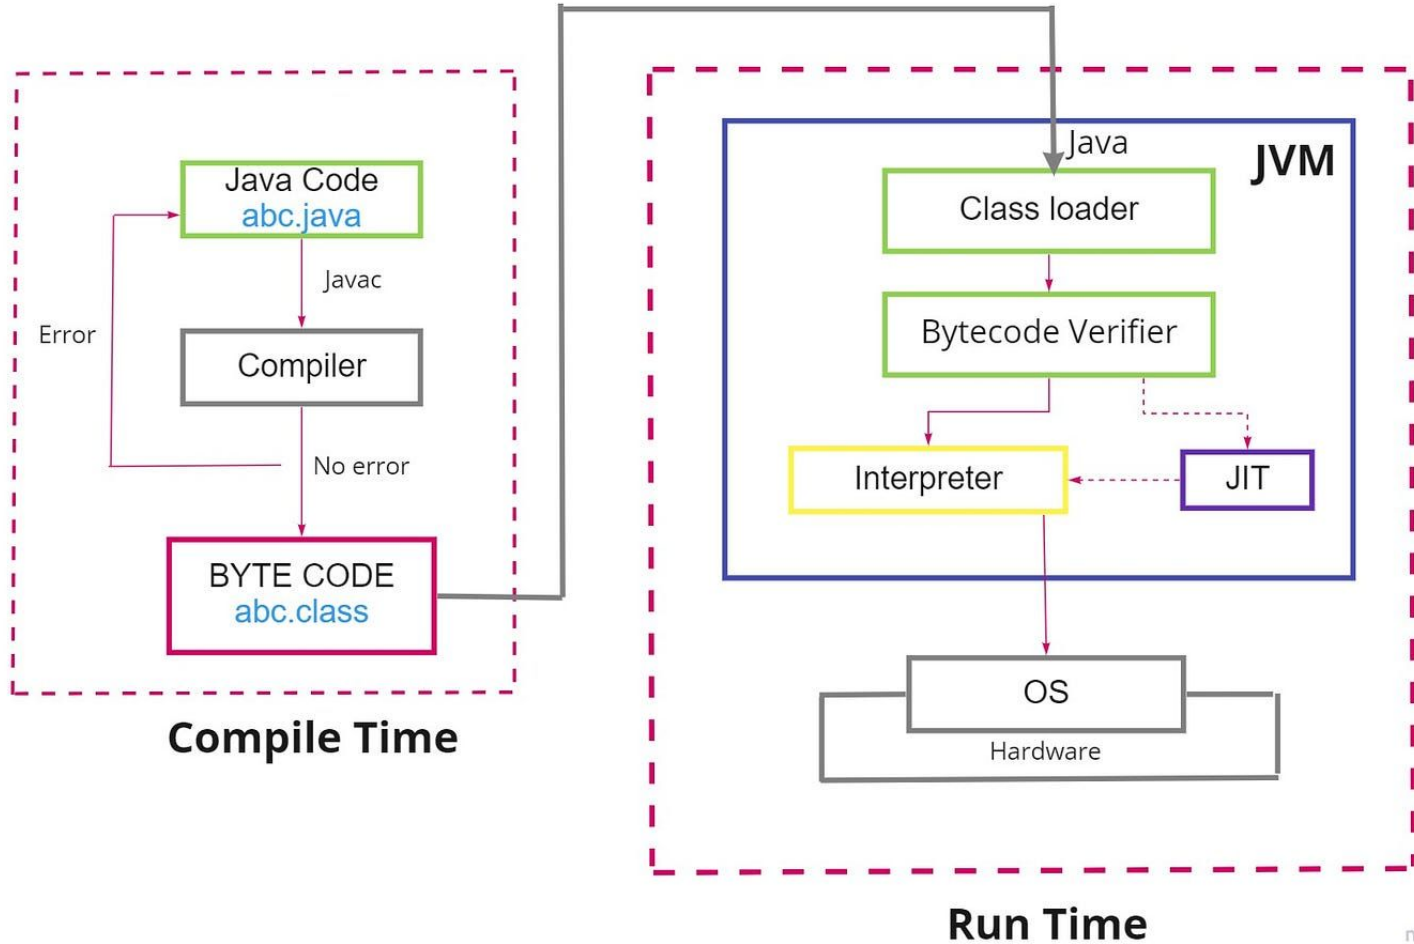 Java Code
abc.java
Javac
Error
Compiler
No error
BYTE CODE
abc.class
Compile Time
Java
JVM
Class loader
Bytecode Verifier
Interpreter
JIT
OS
Hardware
Run Time